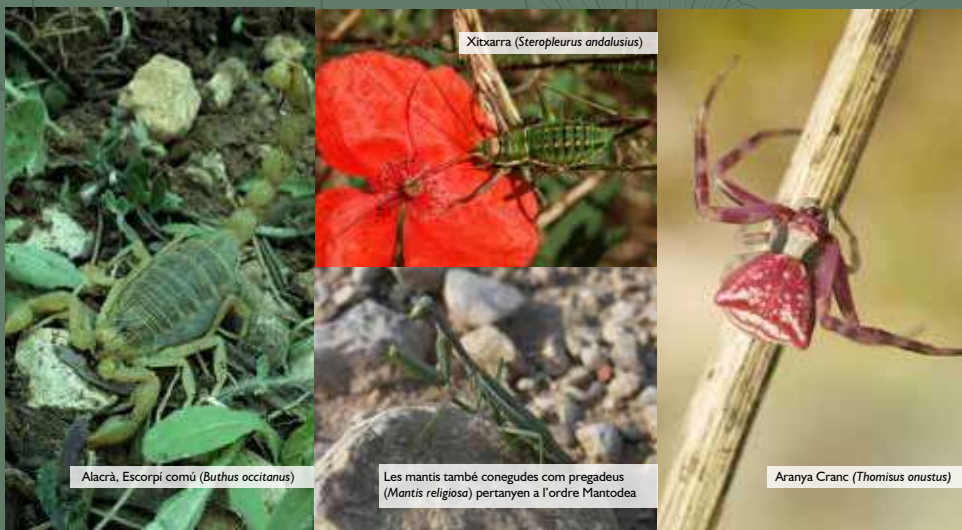 Xitxarra (Steropleurus andalusius)
Alacrà, Escorpí comú (Buthus occitanus)
Les mantis també conegudes com pregadeus
(Mantis religiosa) pertanyen a l'ordre Mantodea
Aranya Cranc (Thomisus onustus)